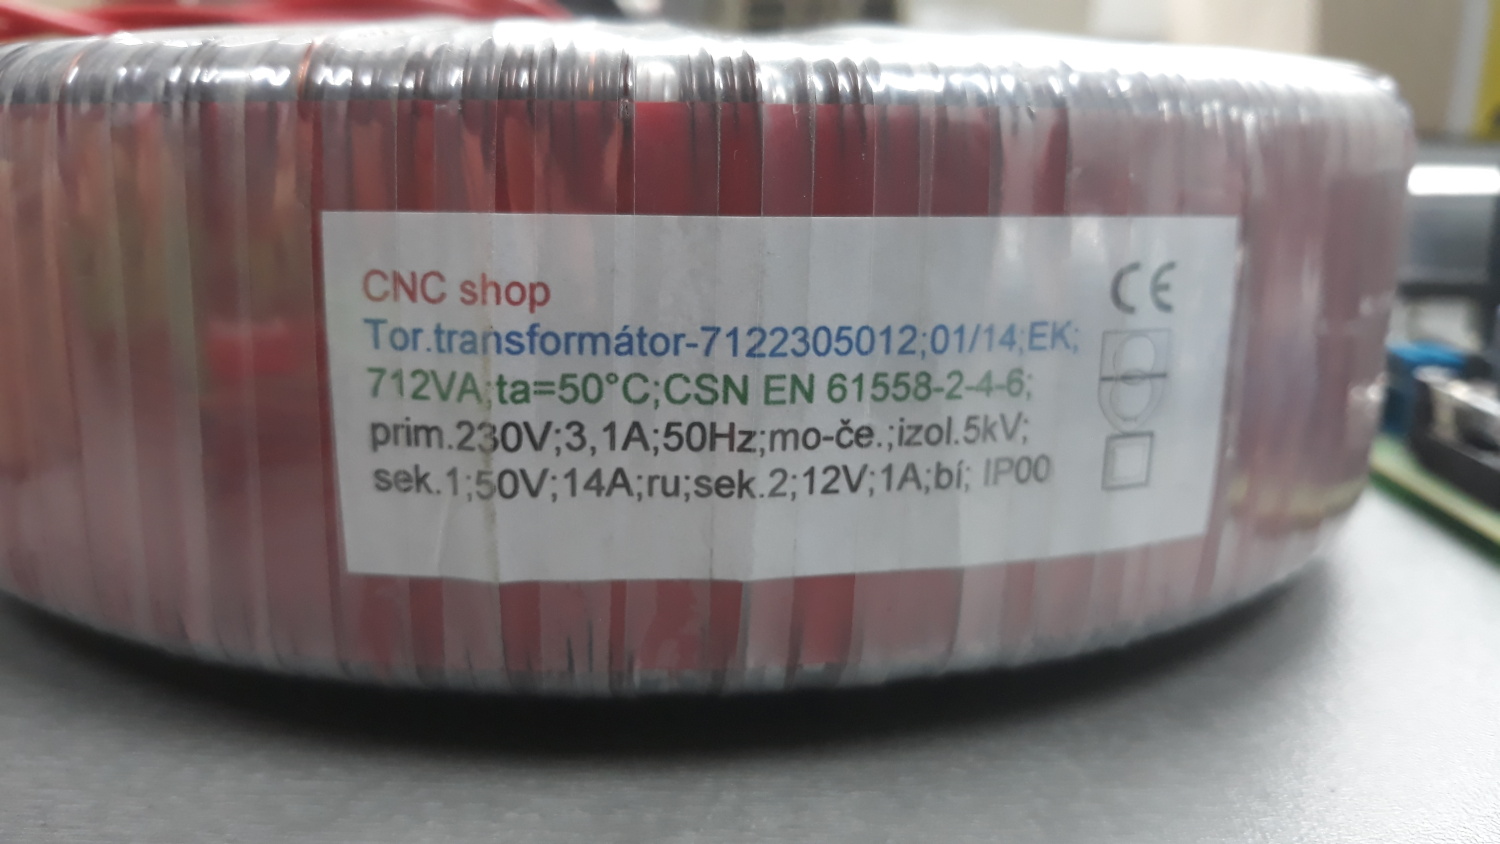 CNC shop
CE
Tor.transformátor-7122305012;01/14;EK;
712VA;ta=50°C;CSN EN 61558-2-4-6;
prim.230V;3,1A;50Hz;mo-če.;izol.5kV;
sek.1;50V;14A;ru;sek.2;12V;1A;bí; IP00